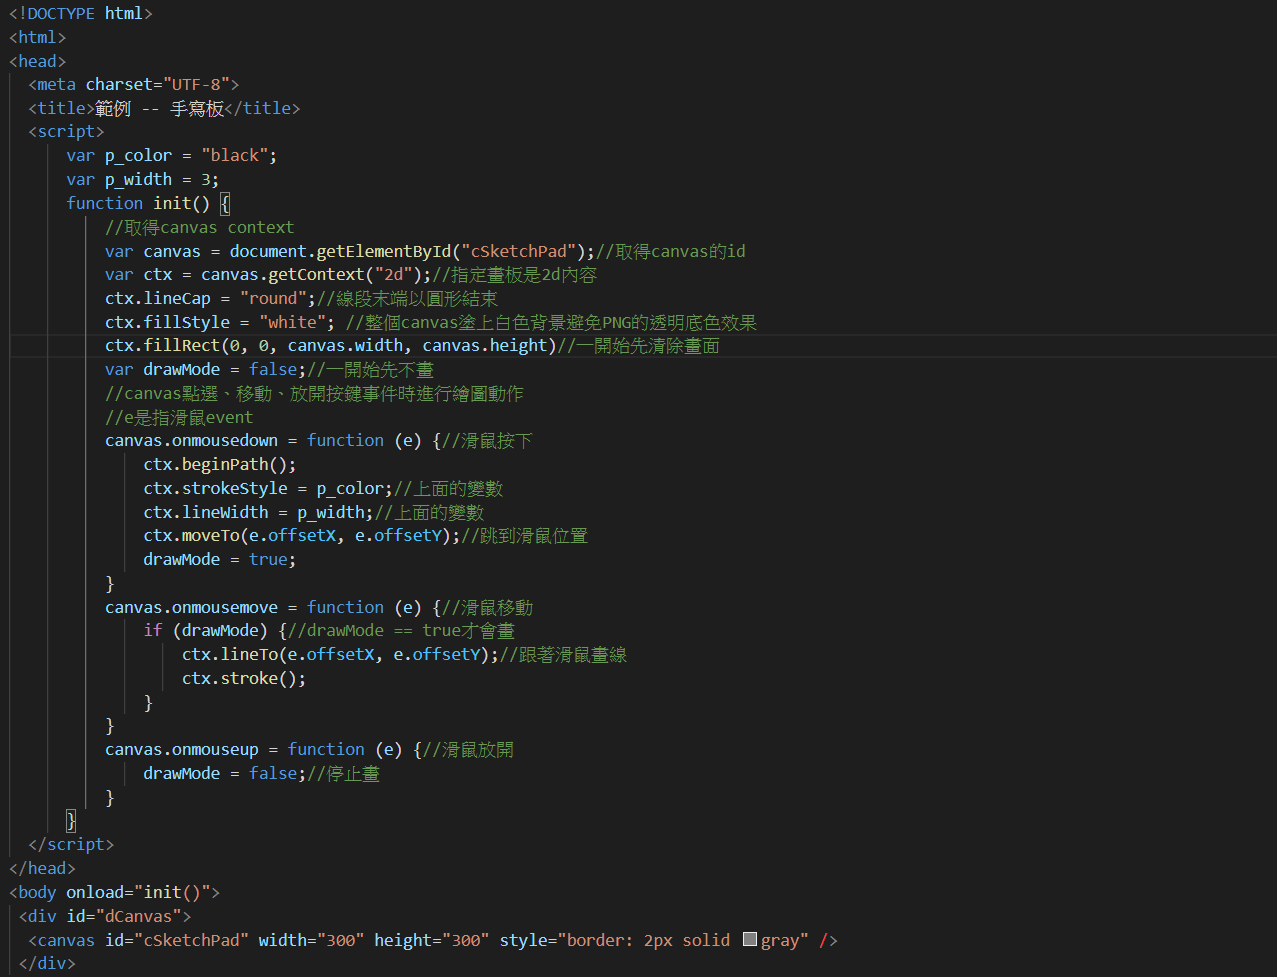 <!DOCTYPE html>
<html>
<head>
<meta charset="UTF-8">
<title>範例 -- 手寫板</title>
<script>
var p_color = "black";
var p_width = 3;
function init() {
//取得canvas context
var canvas = document.getElementById("cSketchPad");//取得canvas的id
var ctx = canvas.getContext("2d");//指定畫板是2d內容
ctx.lineCap = "round";//線段末端以圓形結束
ctx.fillStyle = "white"; //整個canvas塗上白色背景避免PNG的透明底色效果
ctx.fillRect(0, 0, canvas.width, canvas.height)//一開始先清除畫面
var drawMode = false;//一開始先不畫
//canvas點選、移動、放開按鍵事件時進行繪圖動作
//e是指滑鼠event
canvas.onmousedown = function (e) {//滑鼠按下
ctx.beginPath();
ctx.strokeStyle = p_color;//上面的變數
ctx.lineWidth = p_width;//上面的變數
ctx.moveTo(e.offsetX, e.offsetY);//跳到滑鼠位置
drawMode = true;
}
canvas.onmousemove = function (e) {//滑鼠移動
if (drawMode) {//drawMode == true才會畫
ctx.lineTo(e.offsetX, e.offsetY);//跟著滑鼠畫線
ctx.stroke();
}
}
canvas.onmouseup = function (e) {//滑鼠放開
drawMode = false;//停止畫
}
}
</script>
</head>
<body onload="init()">
<div id="dCanvas">
<canvas id="cSketchPad" width="300" height="300" style="border: 2px solid gray" />
</div>